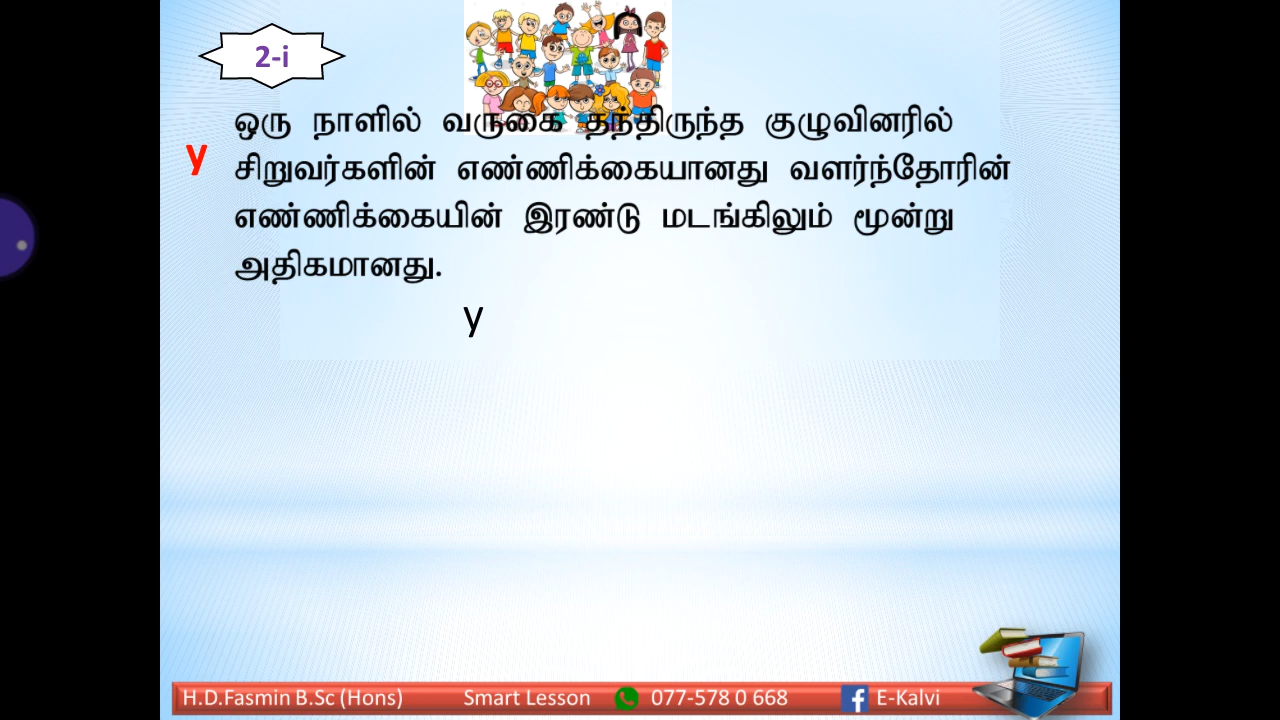 2-i
ஒரு நாளில் வருகை தந்திருந்த குழுவினரில்
y
சிறுவர்களின் எண்ணிக்கையானது வளர்ந்தோரின்
எண்ணிக்கையின் இரண்டு மடங்கிலும் மூன்று
அதிகமானது.
y
H.D.Fasmin B.Sc (Hons) Smart Lesson 077-578 0 668 E-Kalvi